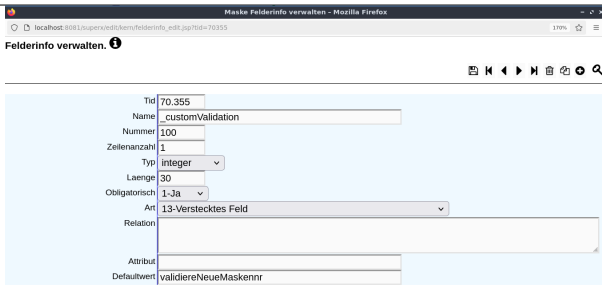 Maske Felderinfo verwalten – Mozilla Firefox
localhost:8081/superx/edit/kern/felderinfo_edit.jsp?tid=70355
170%
Felderinfo verwalten.
Tid 70.355
Name _customValidation
Nummer 100
Zeilenanzahl 1
Typ integer
Laenge 30
Obligatorisch 1-Ja
Art 13-Verstecktes Feld
Relation
Attribut
Defaultwert validiereNeueMaskennr